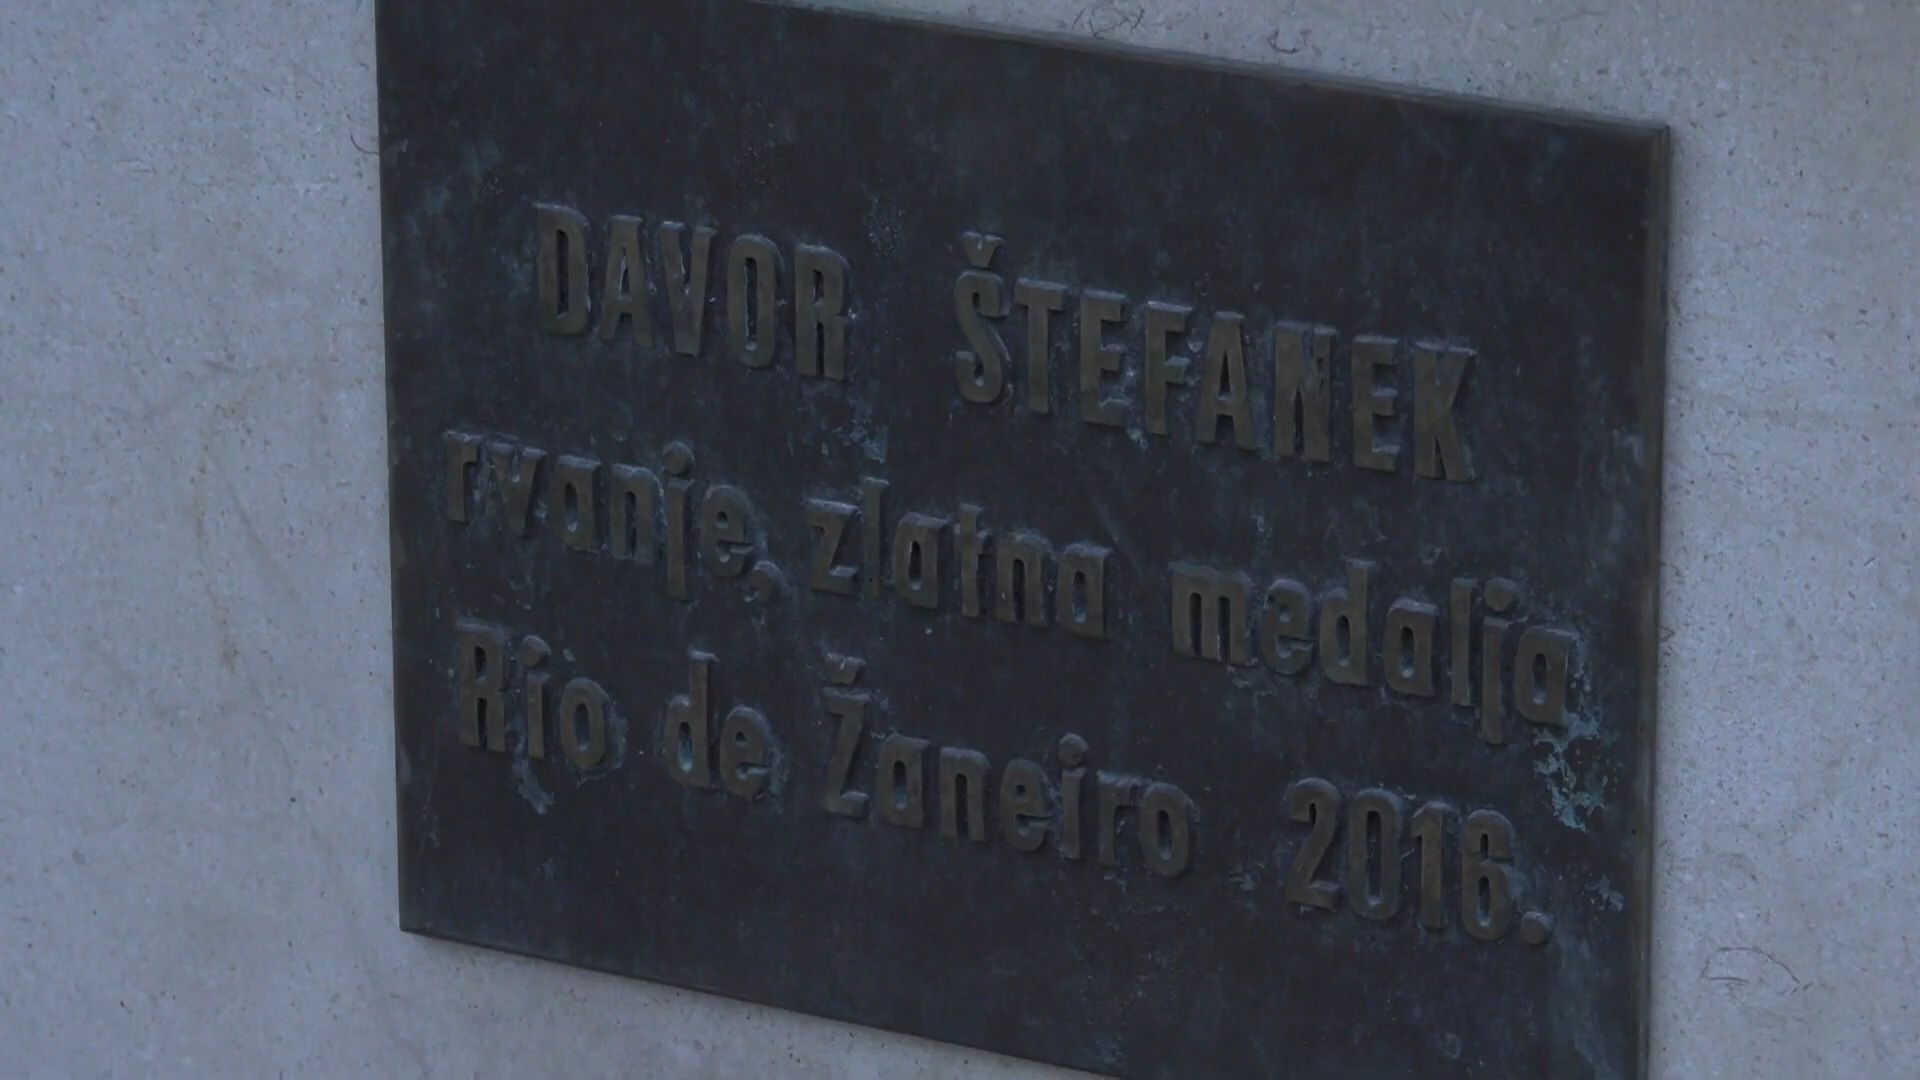 DAVOR ŠTEFANEK
rvanje, zlatna medalja
Rio de Žaneiro 2016.